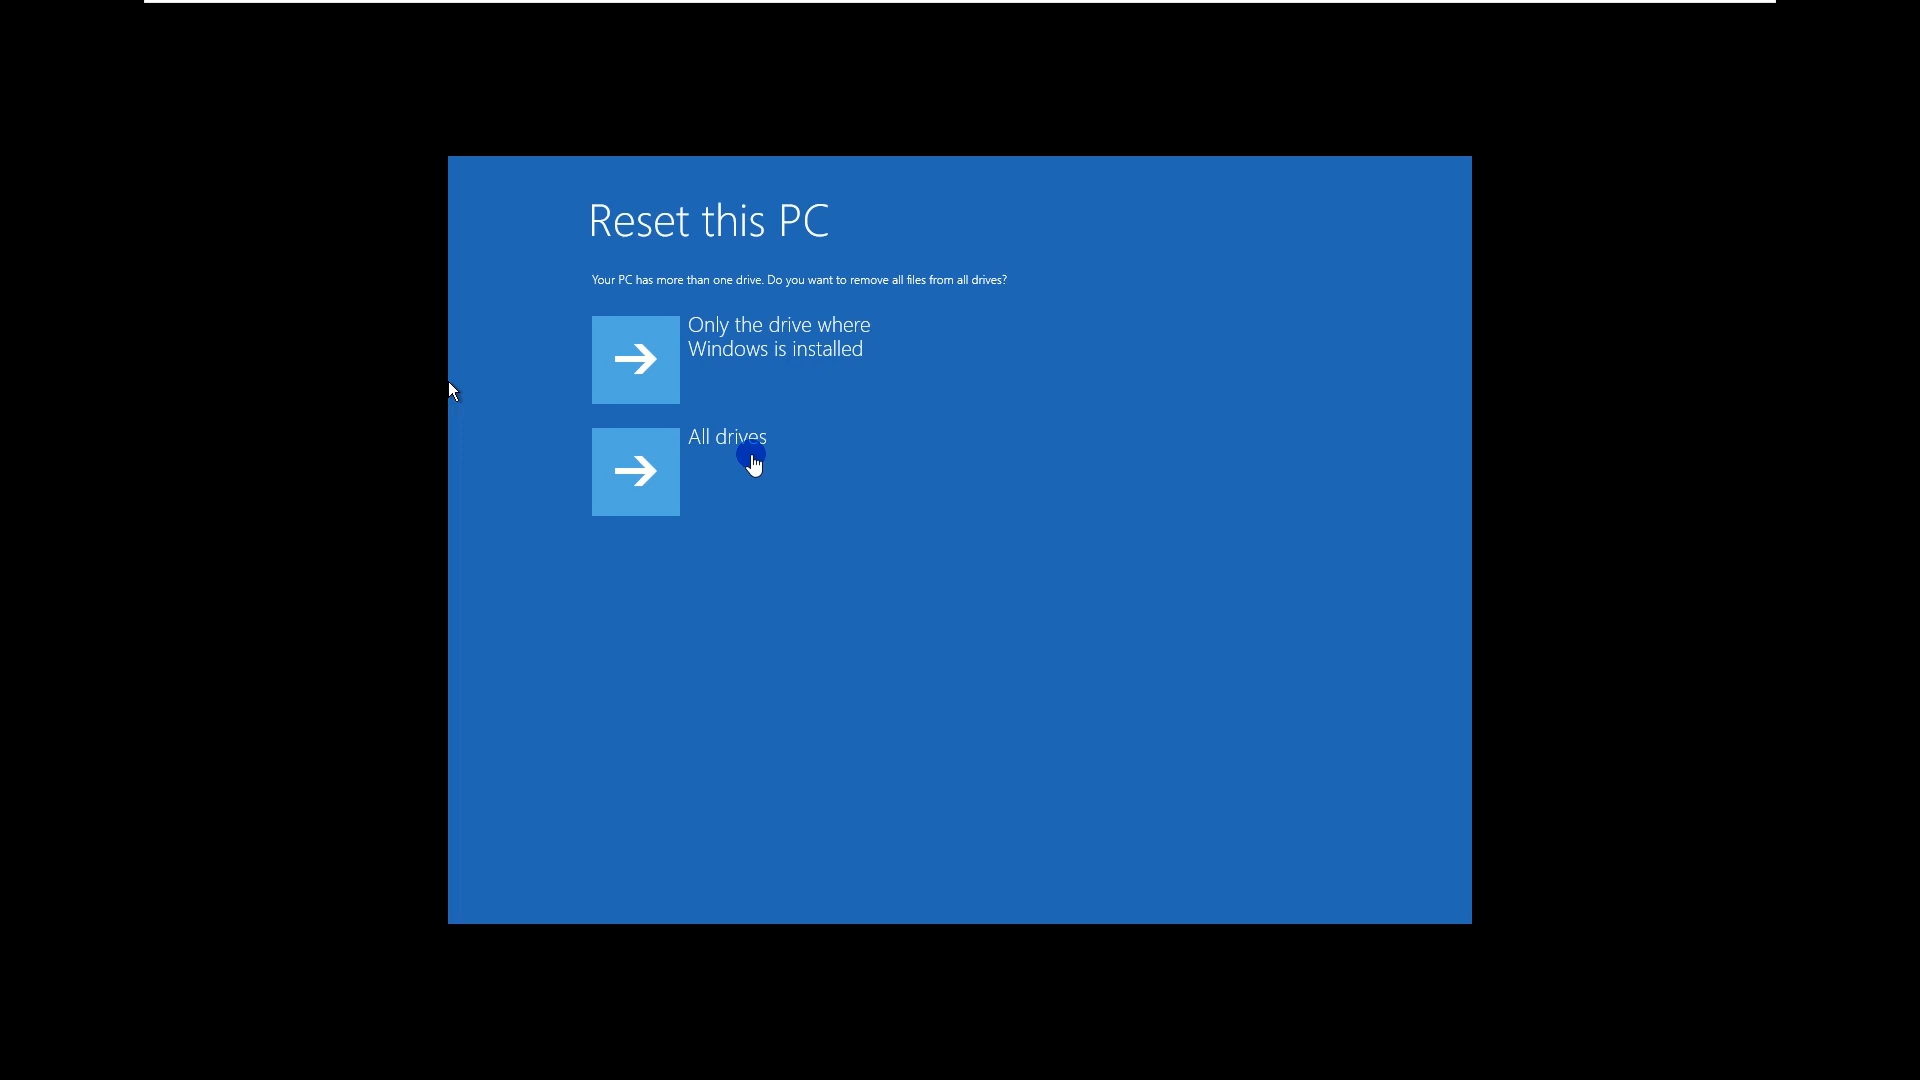 Reset this PC
Your PC has more than one drive. Do you want to remove all files from all drives?
Only the drive where
Windows is installed
All drives